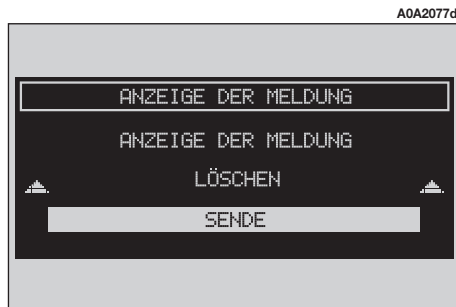 A0A2077d
ANZEIGE DER MELDUNG
ANZEIGE DER MELDUNG
LÖSCHEN
SENDE